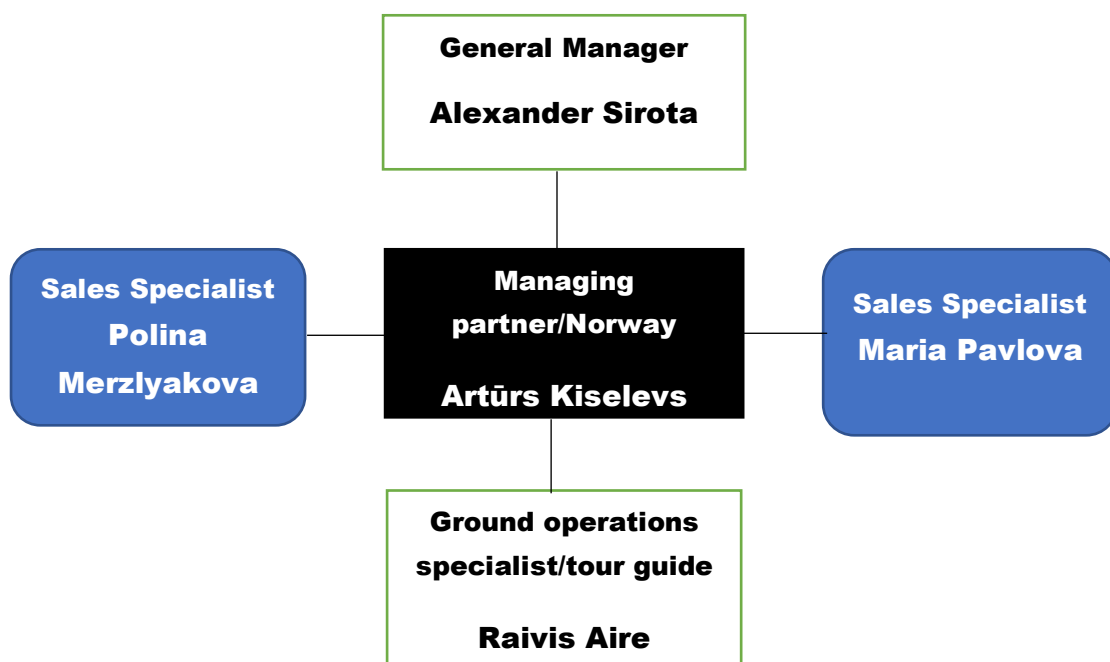 General Manager
Alexander Sirota
Sales Specialist
Polina
Merzlyakova
Managing
partner/Norway
Artūrs Kiselevs
Sales Specialist
Maria Pavlova
Ground operations
specialist/tour guide
Raivis Aire